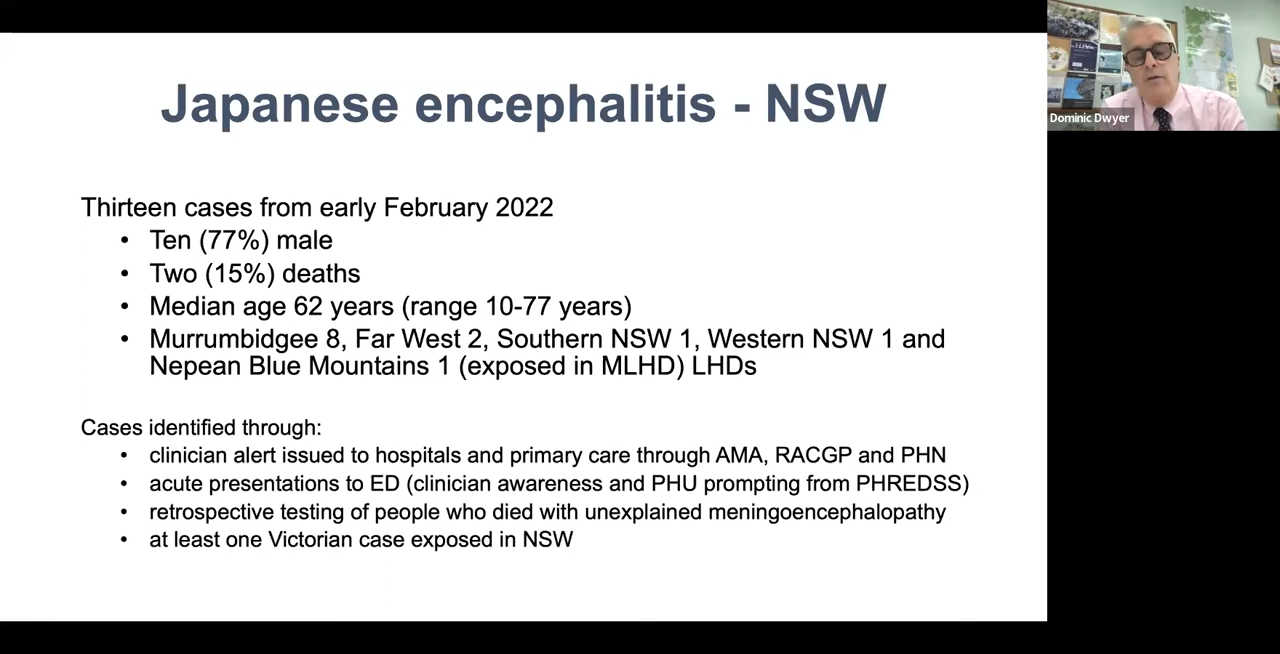 Japanese encephalitis - NSW
Dominic Dwyer
Thirteen cases from early February 2022
• Ten (77%) male
• Two (15%) deaths
• Median age 62 years (range 10-77 years)
• Murrumbidgee 8, Far West 2, Southern NSW 1, Western NSW 1 and
Nepean Blue Mountains 1 (exposed in MLHD) LHDs
Cases identified through:
• clinician alert issued to hospitals and primary care through AMA, RACGP and PHN
• acute presentations to ED (clinician awareness and PHU prompting from PHREDSS)
• retrospective testing of people who died with unexplained meningoencephalopathy
• at least one Victorian case exposed in NSW